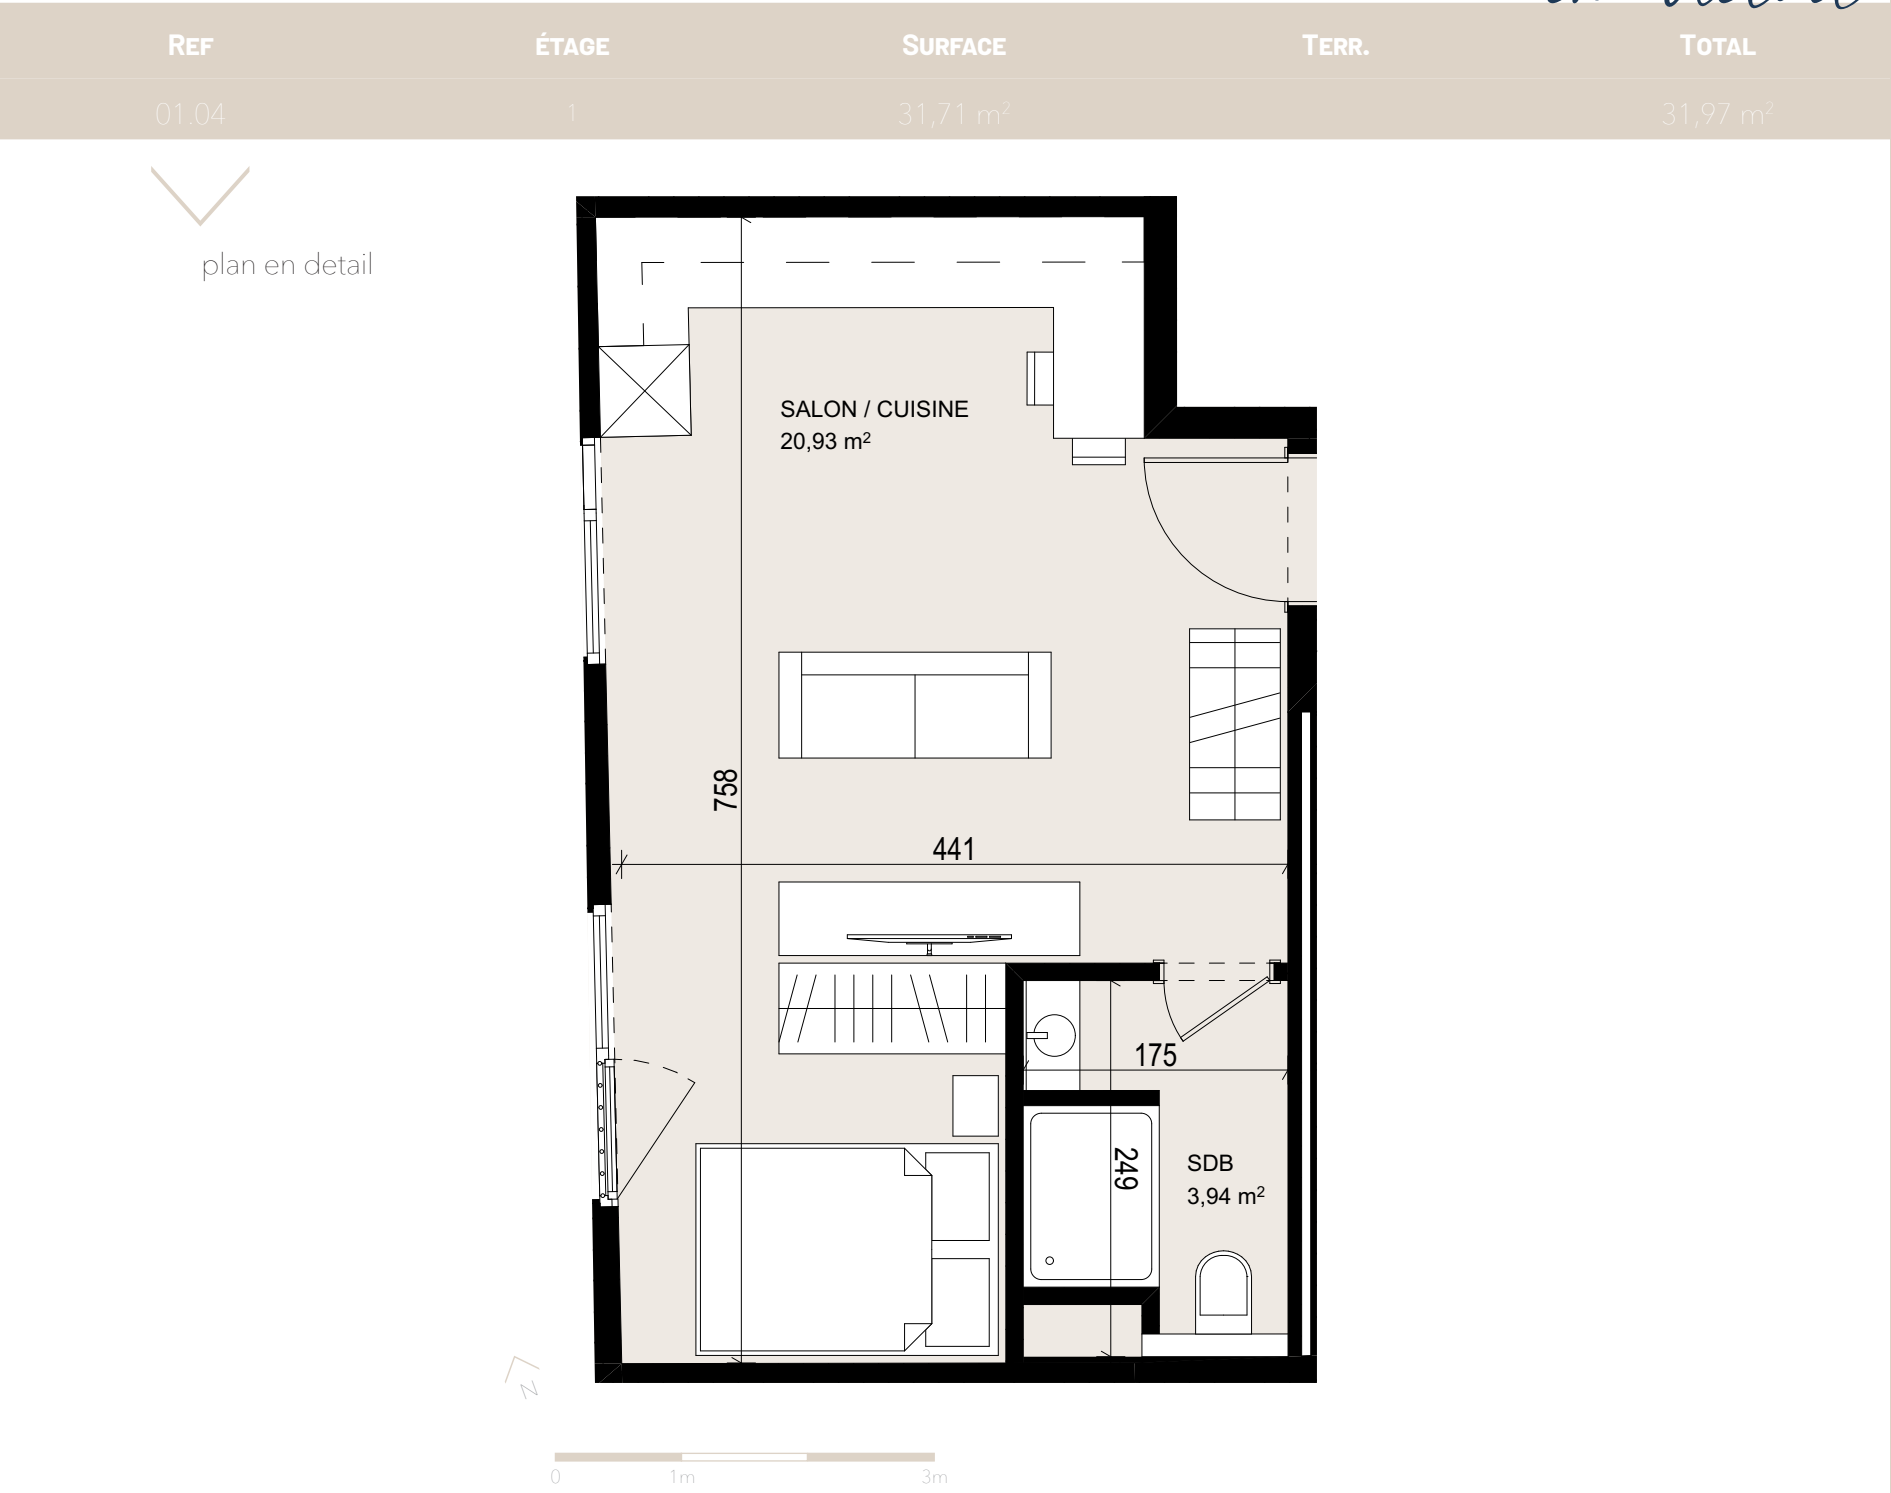 REF ÉTAGE SURFACE TERR. TOTAL
01.04 1 31,71 m² 31,97 m²
plan en detail
SALON / CUISINE
20,93 m²
758
441
175
249
SDB
3,94 m²
N
0 1m 3m